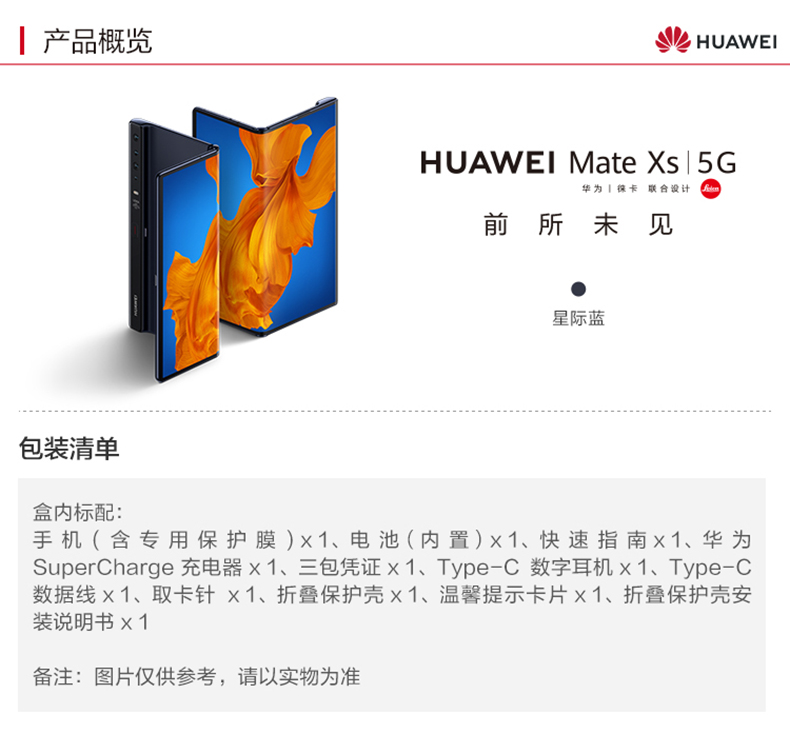 产品概览
HUAWEI
HUAWEI Mate Xs | 5G
华为 | 徕卡 联合设计
Leica
前所未见
星际蓝
HUAWEI
包装清单
盒内标配：
手机(含专用保护膜)x1、电池(内置)x1、快速指南x1、华为
SuperCharge 充电器 x 1、三包凭证 x 1、Type-C 数字耳机 x 1、Type-C
数据线 x 1、取卡针 x 1、折叠保护壳 x 1、温馨提示卡片 x 1、折叠保护壳安
装说明书 x 1
备注：图片仅供参考，请以实物为准